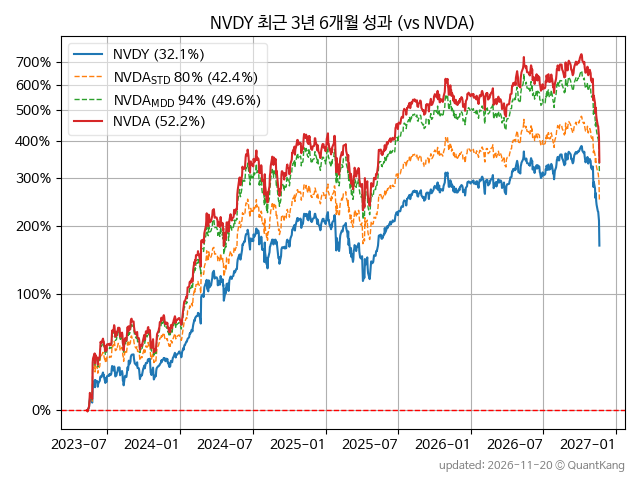 NVDY 최근 3년 6개월 성과 (vs NVDA)
NVDY (32.1%)
NVDASTD 80% (42.4%)
NVDAMDD 94% (49.6%)
NVDA (52.2%)
700%
600%
500%
400%
300%
200%
100%
0%
2023-07 2024-01 2024-07 2025-01 2025-07 2026-01 2026-07 2027-01
updated: 2026-11-20 © QuantKang